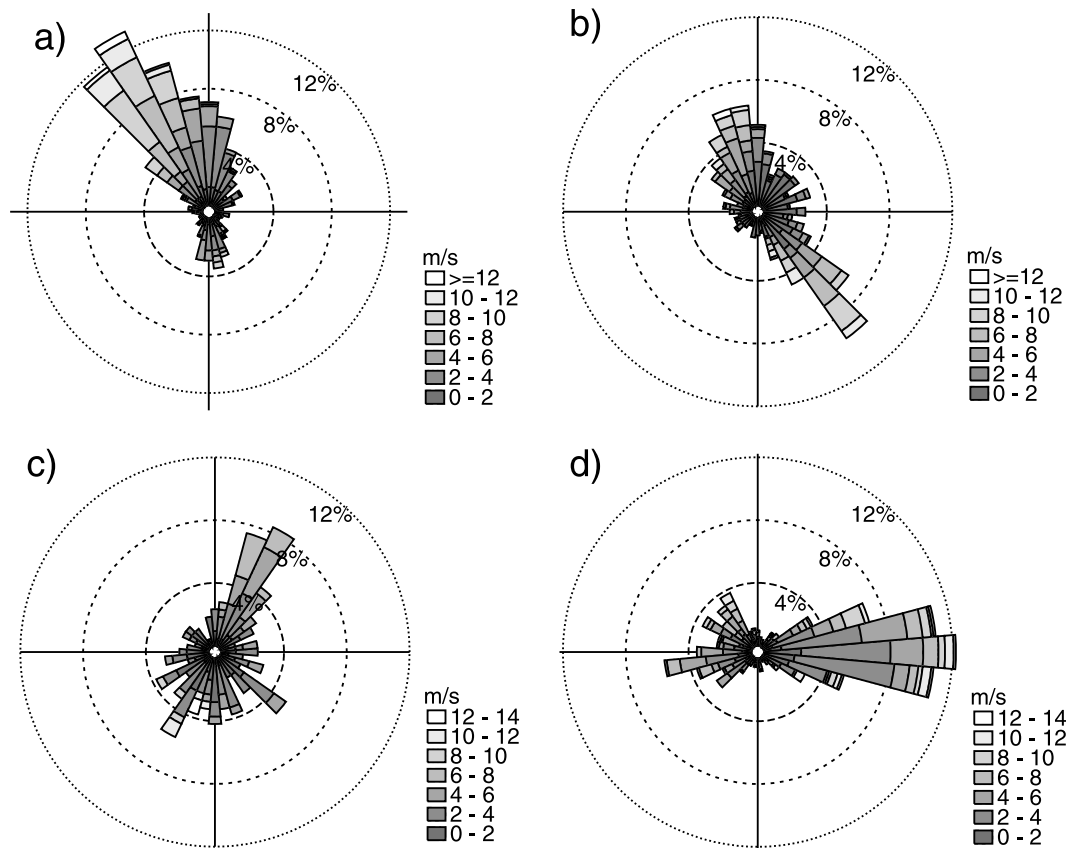 a)
12%
8%
4%
m/s
>=12
10 - 12
8 - 10
6 - 8
4 - 6
2 - 4
0 - 2
b)
12%
8%
4%
m/s
>=12
10 - 12
8 - 10
6 - 8
4 - 6
2 - 4
0 - 2
c)
12%
8%
4%
m/s
12 - 14
10 - 12
8 - 10
6 - 8
4 - 6
2 - 4
0 - 2
d)
12%
8%
4%
m/s
12 - 14
10 - 12
8 - 10
6 - 8
4 - 6
2 - 4
0 - 2